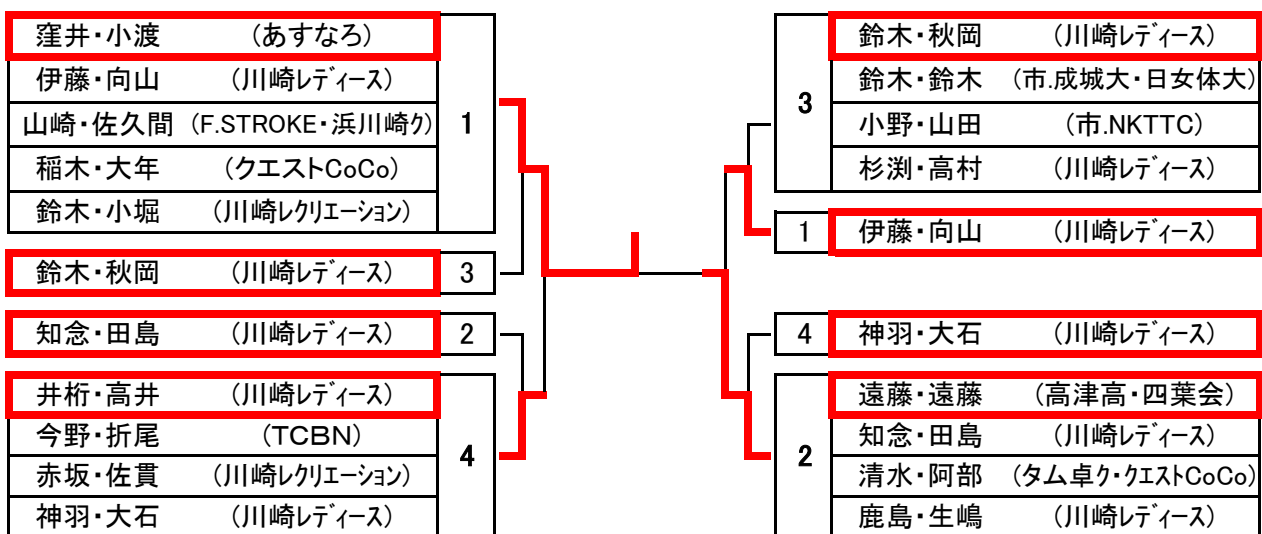 窪井・小渡 (あすなろ)
伊藤・向山 (川崎ﾚﾃﾞｨｰｽ)
山崎・佐久間 (F.STROKE・浜川崎ｸ)
稲木・大年 (クエストCoCo)
鈴木・小堀 (川崎ﾚｸﾘｴｰｼｮﾝ)
1
鈴木・秋岡 (川崎ﾚﾃﾞｨｰｽ) 3
知念・田島 (川崎ﾚﾃﾞｨｰｽ) 2
井桁・高井 (川崎ﾚﾃﾞｨｰｽ)
今野・折尾 (TCBN)
赤坂・佐貫 (川崎ﾚｸﾘｴｰｼｮﾝ)
神羽・大石 (川崎ﾚﾃﾞｨｰｽ)
4
3
鈴木・秋岡 (川崎ﾚﾃﾞｨｰｽ)
鈴木・鈴木 (市.成城大・日女体大)
小野・山田 (市.NKTTC)
杉渕・高村 (川崎ﾚﾃﾞｨｰｽ)
1 伊藤・向山 (川崎ﾚﾃﾞｨｰｽ)
4 神羽・大石 (川崎ﾚﾃﾞｨｰｽ)
2
遠藤・遠藤 (高津高・四葉会)
知念・田島 (川崎ﾚﾃﾞｨｰｽ)
清水・阿部 (タム卓ｸ・ｸｴｽﾄCoCo)
鹿島・生嶋 (川崎ﾚﾃﾞｨｰｽ)